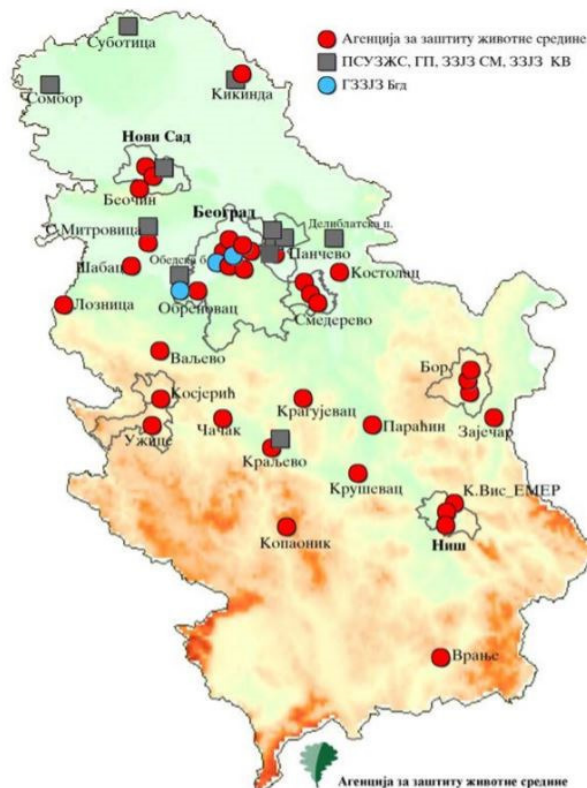 Суботица
Агенција за заштиту животне средине
ПСУЗЖС, ГП, ЗЗЈЗ СМ, ЗЗЈЗ КВ
ГЗЗЈЗ Бгд
Сомбор
Кикинда
Нови Сад
Беочин
С.Митровица
Београд
Делиблатска п.
Обедска б
Панчево
Шабац
Костолац
Лозница
Обреновац
Смедерево
Ваљево
Бор
Косјерић
Крагујевац
Параћин
Зајечар
Ужице
Чачак
Краљево
Крушевац
К.Вис_ЕМЕР
Копаоник
Ниш
Врање
Агенција за заштиту животне средине